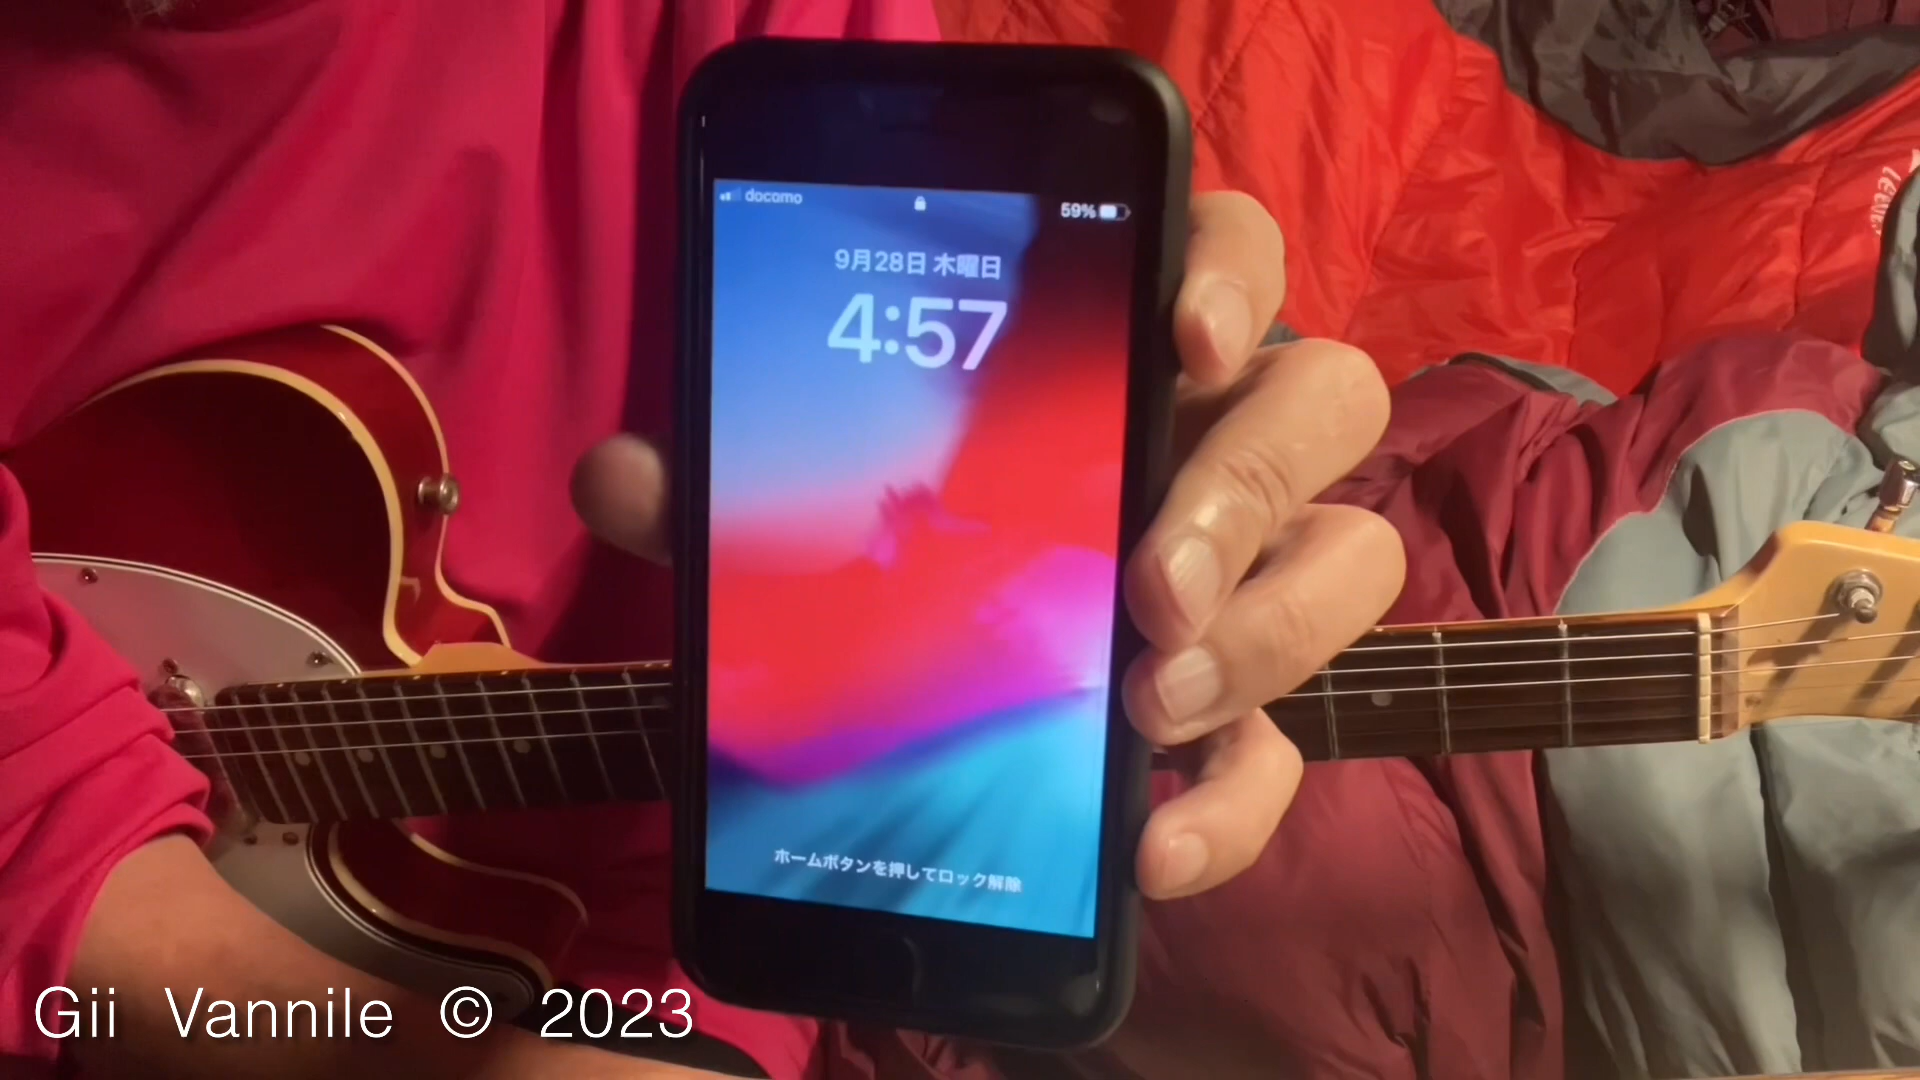 docomo
59%
9月28日 木曜日
4:57
ホームボタンを押してロック解除
Gii Vannile © 2023